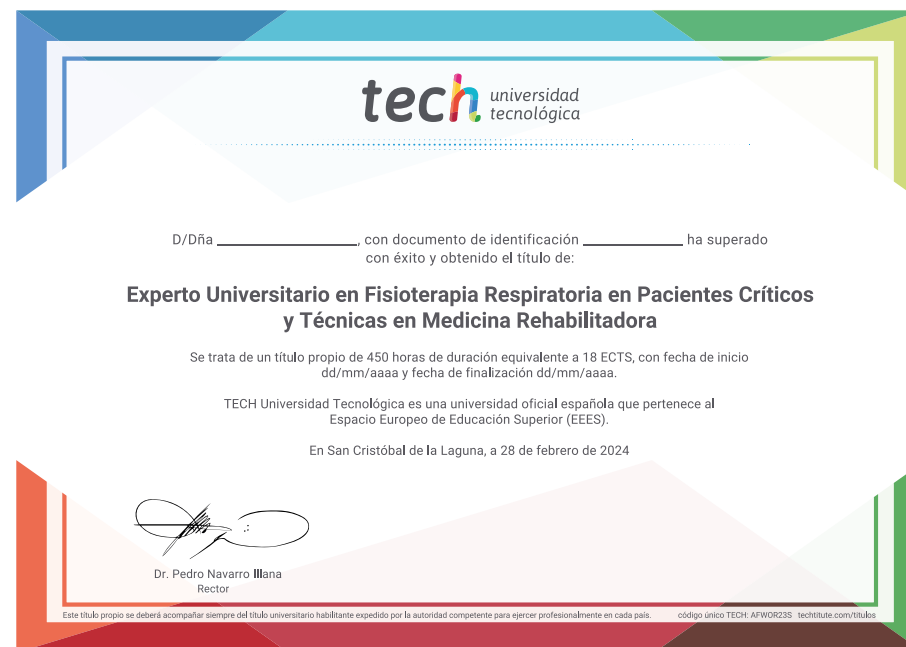 tech universidad
tecnológica
D/Dña ____________, con documento de identificación ____________ ha superado
con éxito y obtenido el título de:
Experto Universitario en Fisioterapia Respiratoria en Pacientes Críticos
y Técnicas en Medicina Rehabilitadora
Se trata de un título propio de 450 horas de duración equivalente a 18 ECTS, con fecha de inicio
dd/mm/aaaa y fecha de finalización dd/mm/aaaa.
TECH Universidad Tecnológica es una universidad oficial española que pertenece al
Espacio Europeo de Educación Superior (EEES).
En San Cristóbal de la Laguna, a 28 de febrero de 2024
Dr. Pedro Navarro Illana
Rector
Este título propio se deberá acompañar siempre del título universitario habilitante expedido por la autoridad competente para ejercer profesionalmente en cada país. código único TECH: AFWOR23S techtitute.com/titulos